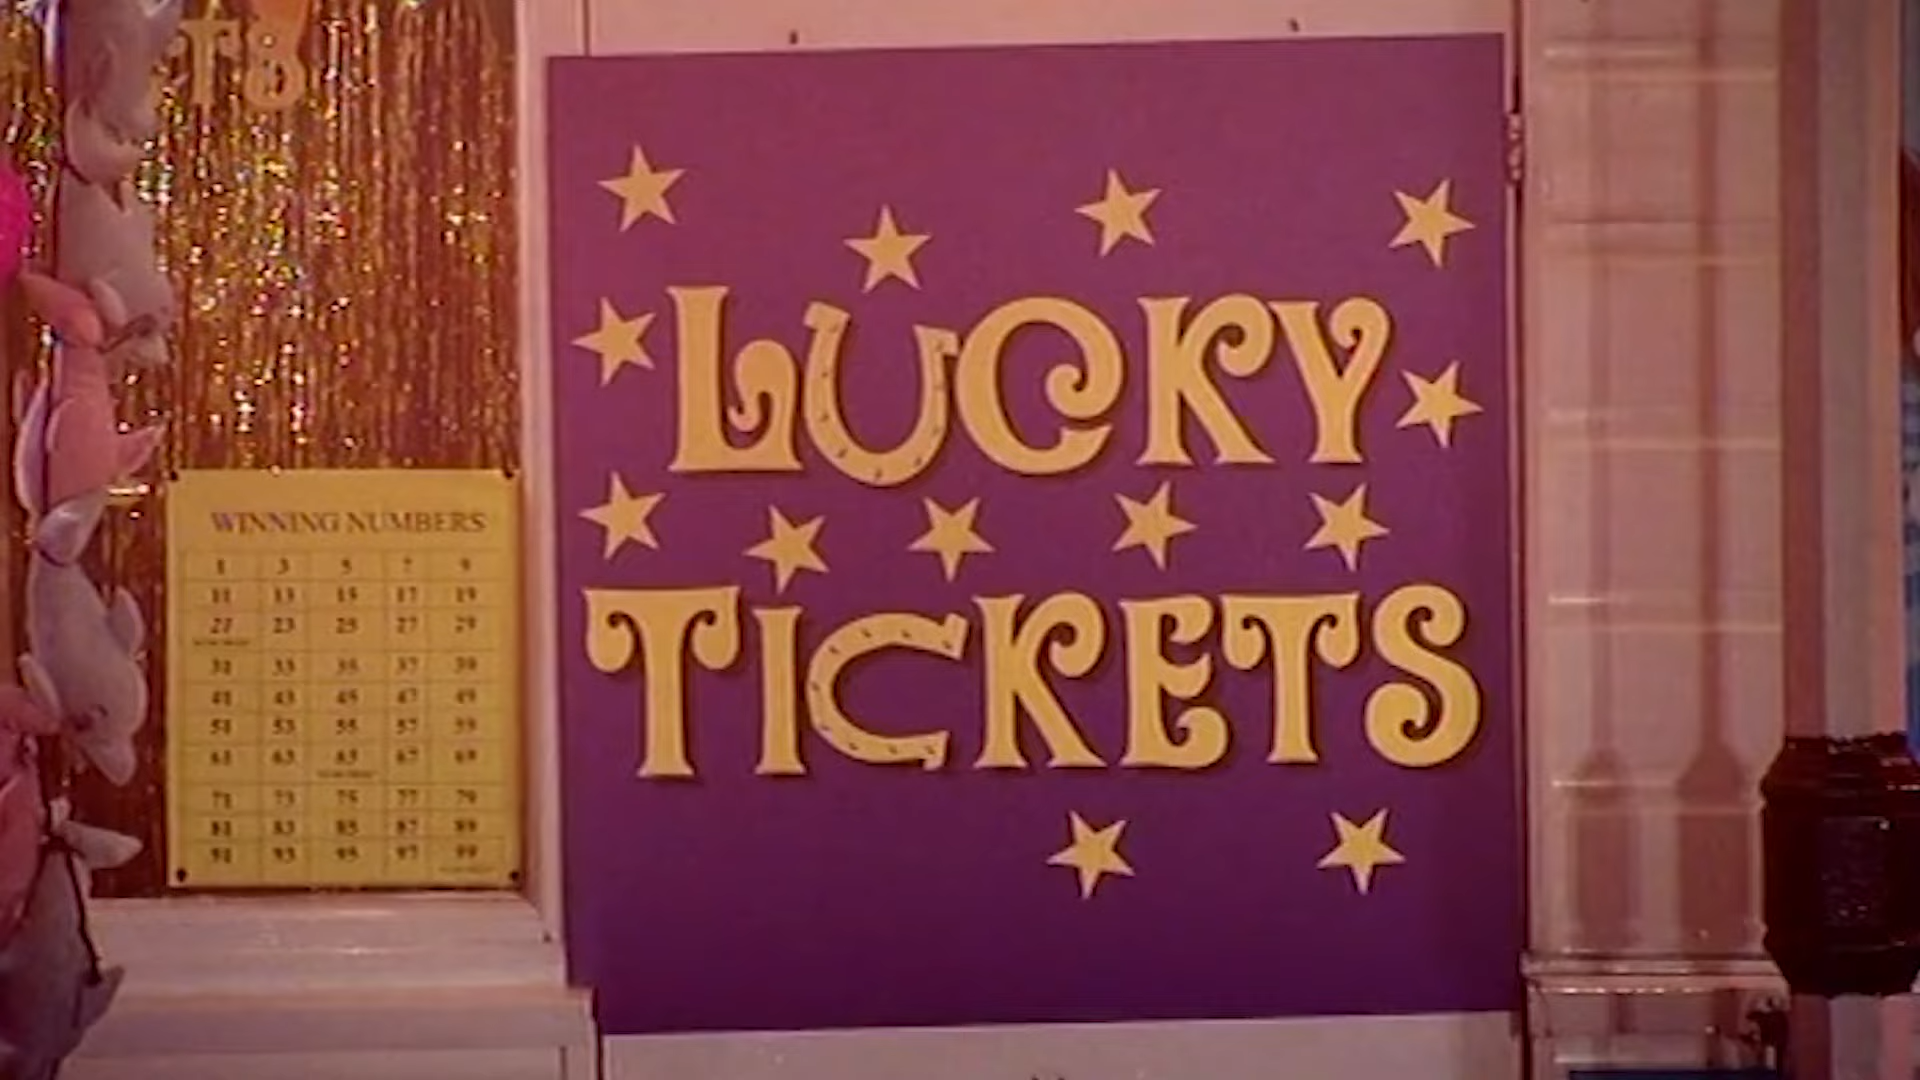 TS
WINNING NUMBERS
1 3 5 7 9
11 13 15 17 19
21 23 25 27 29
31 33 35 37 39
41 43 45 47 49
51 53 55 57 59
61 63 65 67 69
71 73 75 77 79
81 83 85 87 89
91 93 95 97 99
LUCKY
TICKETS